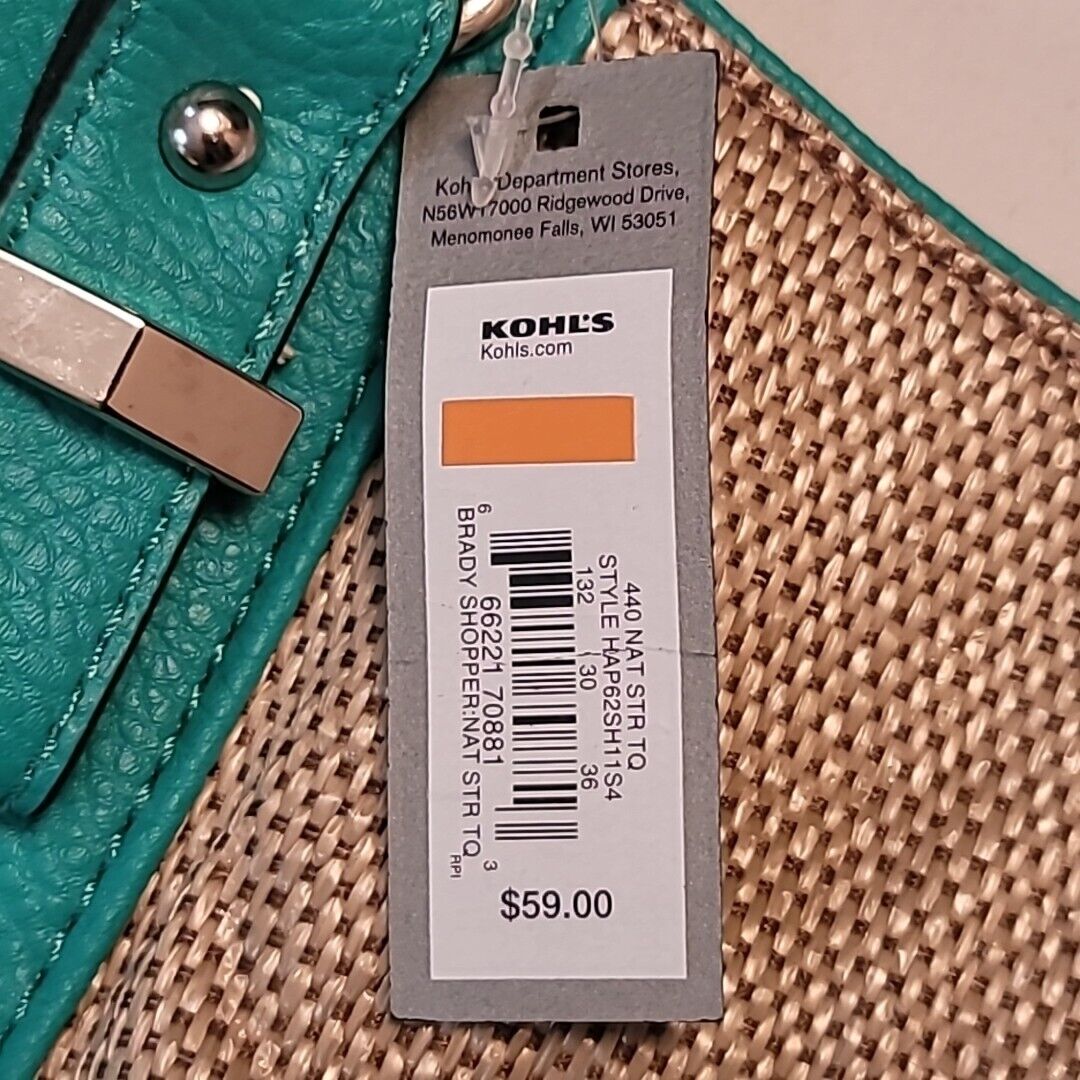 Kohl's Department Stores,
N56W17000 Ridgewood Drive,
Menomonee Falls, WI 53051
KOHL'S
Kohls.com
440 NAT STR TQ
STYLE HAP62SH11S4
132 30 36
6 66221 70881 3
BRADY SHOPPER:NAT STR TQ
RPI
$59.00